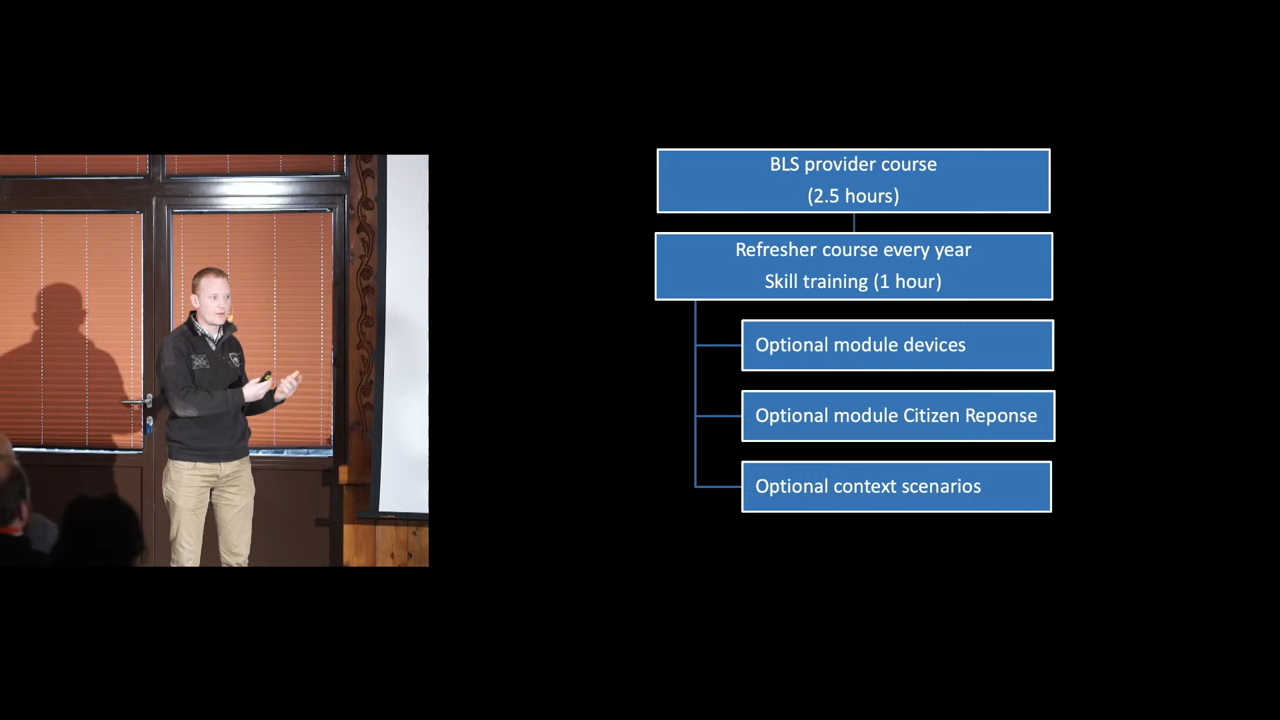 BLS provider course
(2.5 hours)
Refresher course every year
Skill training (1 hour)
Optional module devices
Optional module Citizen Reponse
Optional context scenarios